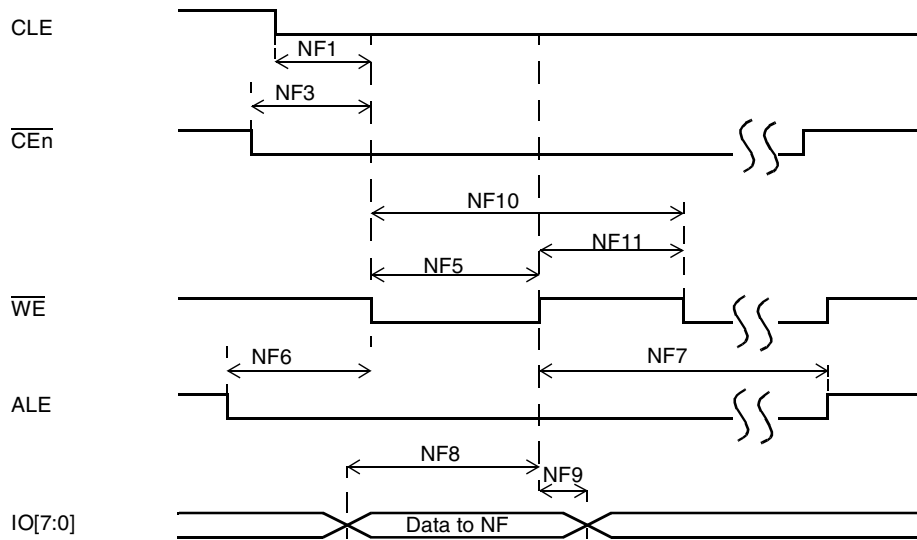 CLE
NF1
NF3
CEn
NF10
NF11
NF5
WE
NF6
NF7
ALE
NF8
NF9
IO[7:0]
Data to NF